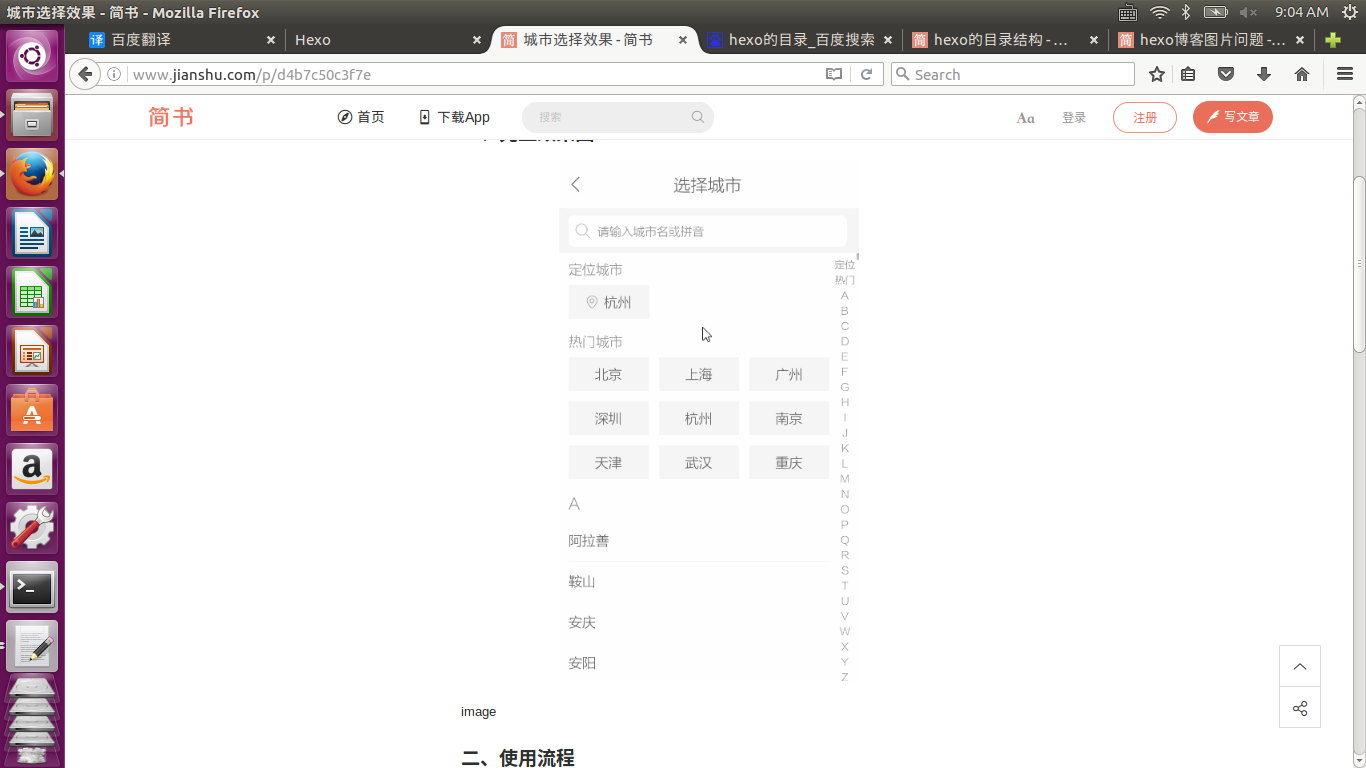 城市选择效果 - 简书 - Mozilla Firefox
9:04 AM
译 百度翻译
Hexo
简 城市选择效果 - 简书
hexo的目录_百度搜索
简 hexo的目录结构 - ...
简 hexo博客图片问题 - ...
www.jianshu.com/p/d4b7c50c3f7e
Search
简书
首页
下载App
搜索
Aa
登录
注册
写文章
选择城市
请输入城市名或拼音
定位城市
杭州
热门城市
北京 上海 广州
深圳 杭州 南京
天津 武汉 重庆
A
阿拉善
鞍山
安庆
安阳
定位
热门
A
B
C
D
E
F
G
H
I
J
K
L
M
N
O
P
Q
R
S
T
U
V
W
X
Y
Z
image
二、使用流程